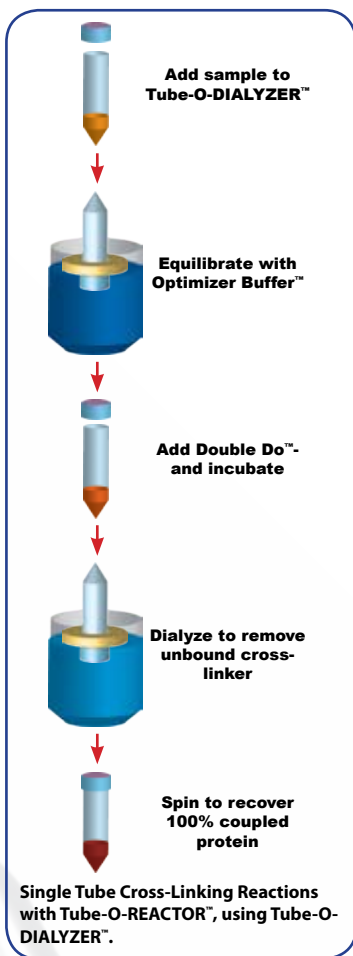 Add sample to
Tube-O-DIALYZER™
Equilibrate with
Optimizer Buffer™
Add Double Do™-
and incubate
Dialyze to remove
unbound cross-
linker
Spin to recover
100% coupled
protein
Single Tube Cross-Linking Reactions
with Tube-O-REACTOR™, using Tube-O-
DIALYZER™.